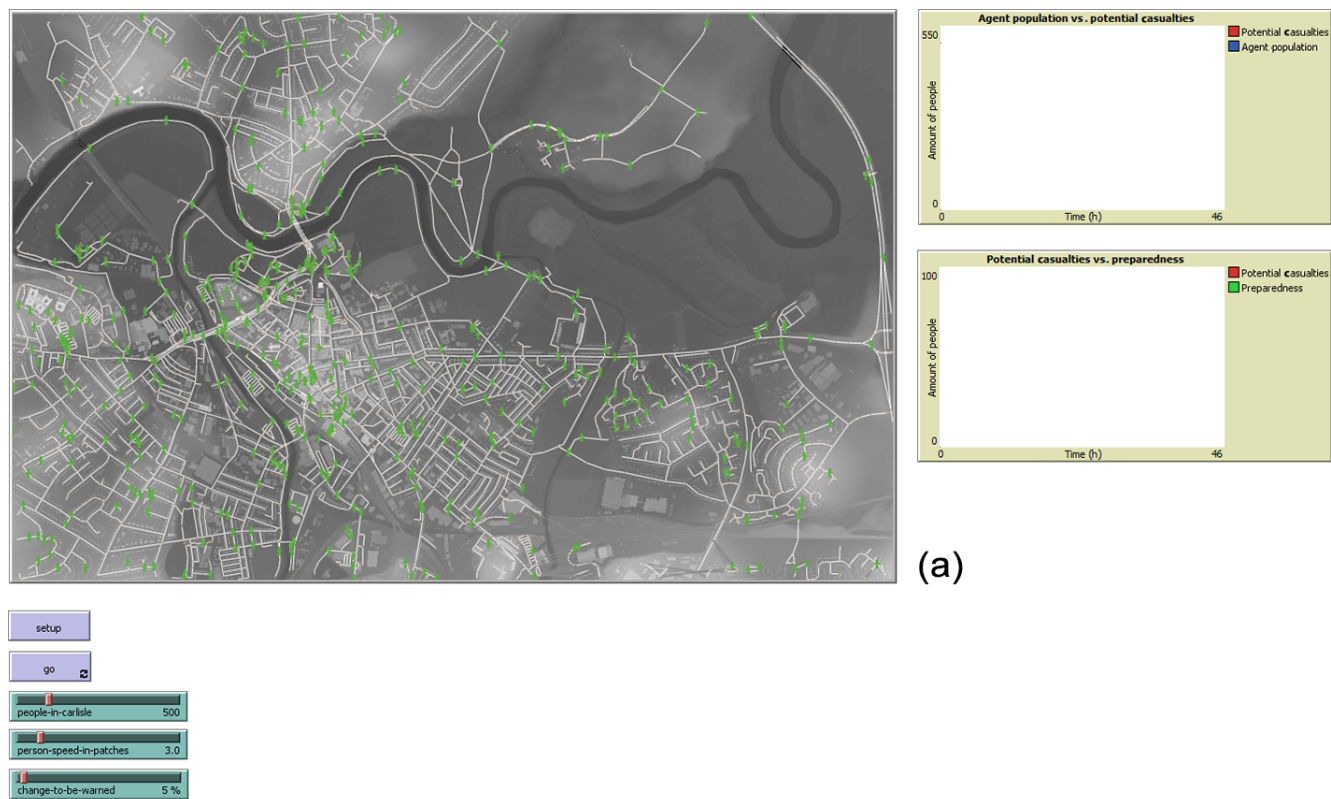 Agent population vs. potential casualties
550
Amount of people
0
0
Time (h)
46
Potential casualties
Agent population
Potential casualties vs. preparedness
100
Amount of people
0
0
Time (h)
46
Potential casualties
Preparedness
(a)
setup
go
people-in-carlisle 500
person-speed-in-patches 3.0
change-to-be-warned 5 %